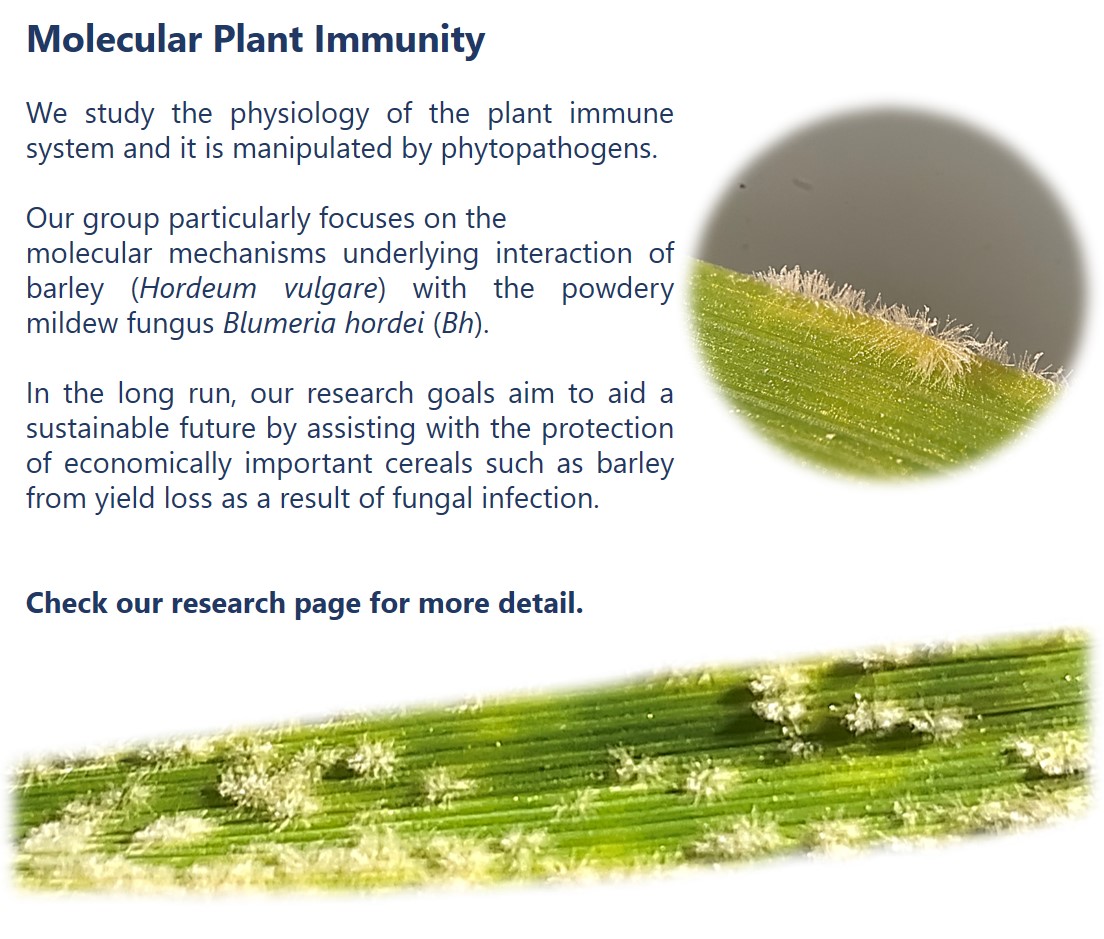 Molecular Plant Immunity
We study the physiology of the plant immune
system and it is manipulated by phytopathogens.
Our group particularly focuses on the
molecular mechanisms underlying interaction of
barley (Hordeum vulgare) with the powdery
mildew fungus Blumeria hordei (Bh).
In the long run, our research goals aim to aid a
sustainable future by assisting with the protection
of economically important cereals such as barley
from yield loss as a result of fungal infection.
Check our research page for more detail.